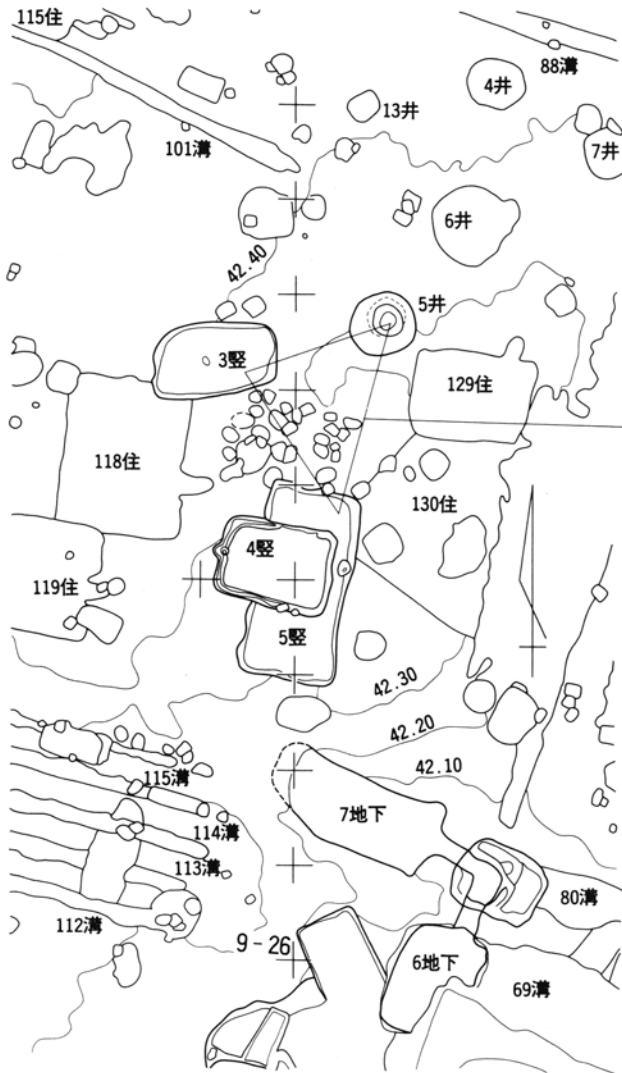 115住
88溝
4井
13井
7井
101溝
6井
42.40
5井
3竪
129住
118住
130住
4竪
119住
5竪
42.30
42.20
42.10
115溝
7地下
114溝
113溝
80溝
112溝
9-26
6地下
69溝